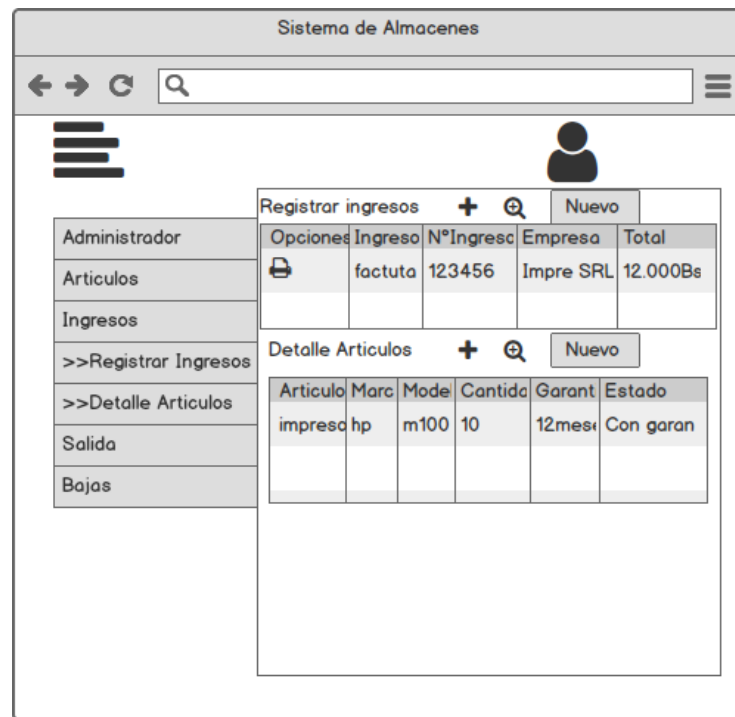 Sistema de Almacenes
Registrar ingresos Nuevo
Administrador
Articulos
Ingresos
>>Registrar Ingresos
>>Detalle Articulos
Salida
Bajas
Opciones Ingreso N°Ingresc Empresa Total
factuta 123456 Impre SRL 12.000Bs
Detalle Articulos Nuevo
Articulo Marc Model Cantida Garant Estado
impreso hp m100 10 12mese Con garan